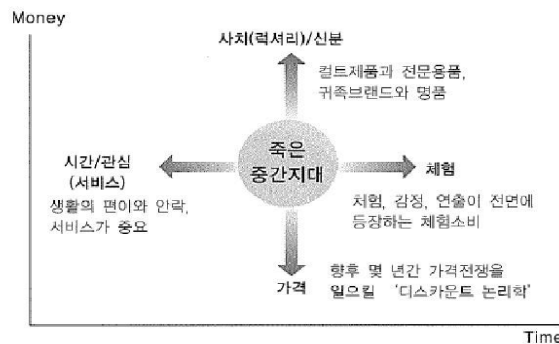 Money
사치(럭셔리)/신분
컬트제품과 전문용품,
귀족브랜드와 명품
죽은
중간지대
시간/관심
(서비스)
생활의 편이와 안락,
서비스가 중요
체험
처험, 감정, 연출이 전면에
등장하는 체험소비
가격
향후 몇 년간 가격전쟁을
일으킬 '디스카운트 논리학'
Time